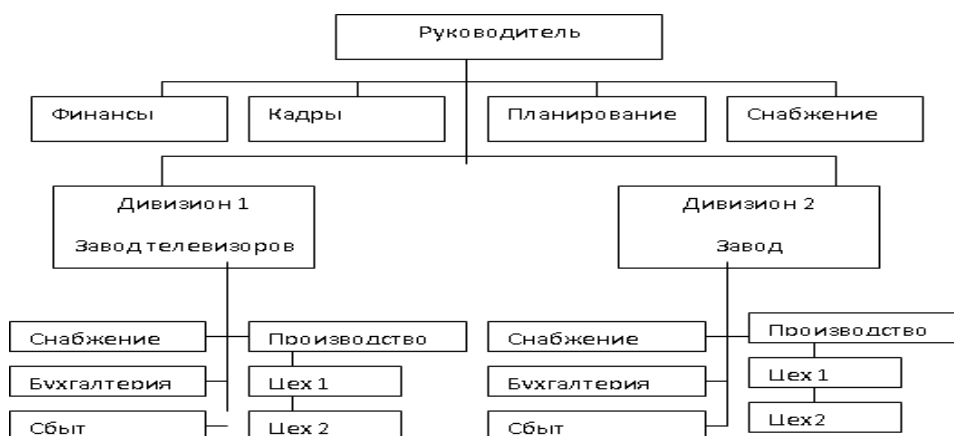 Руководитель
Финансы
Кадры
Планирование
Снабжение
Дивизион 1
Завод телевизоров
Дивизион 2
Завод
Снабжение
Производство
Бухгалтерия
Цех 1
Сбыт
Цех 2
Снабжение
Производство
Бухгалтерия
Цех 1
Сбыт
Цех2